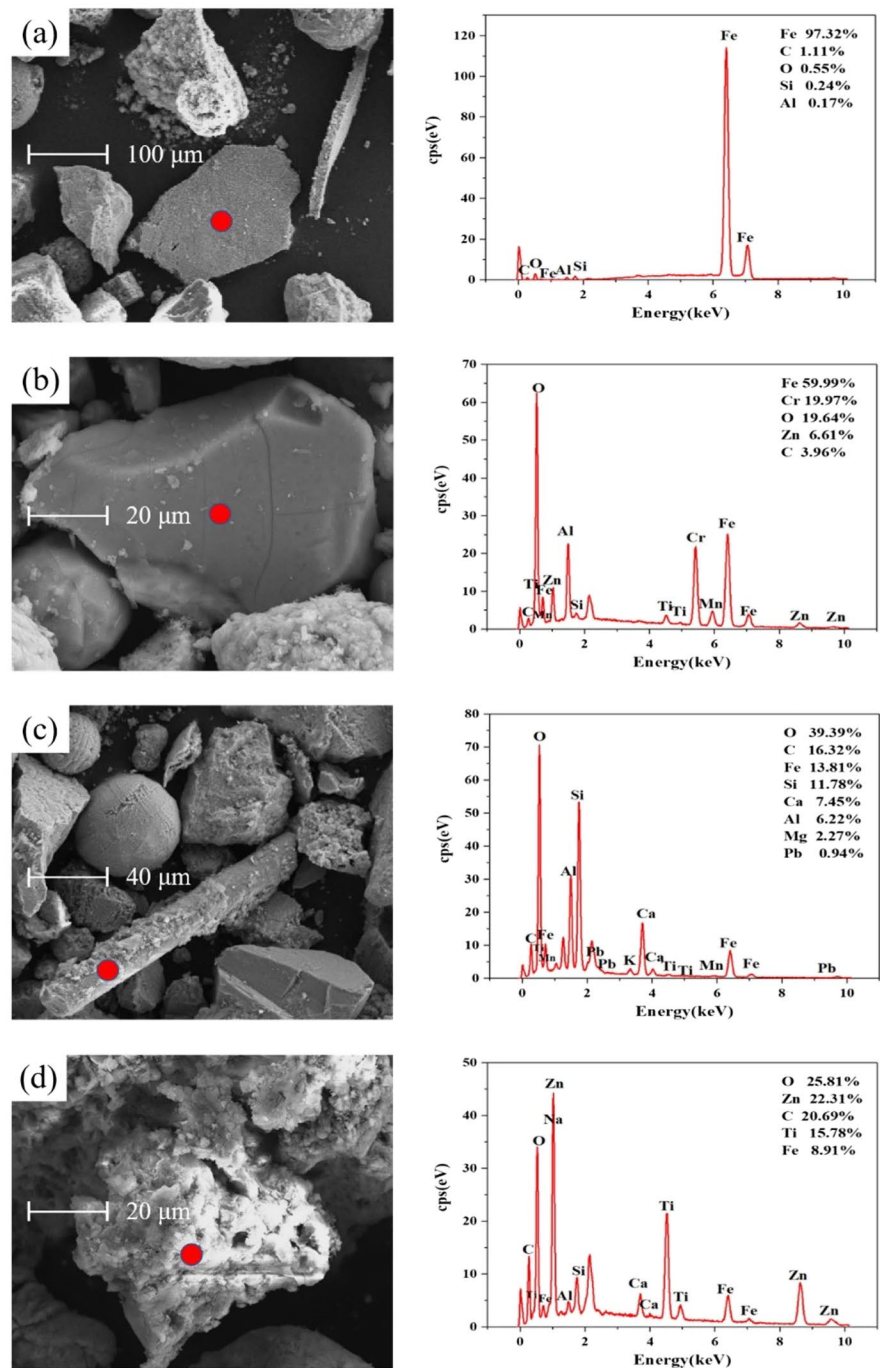 (a)
100 μm
Fe 97.32%
C 1.11%
O 0.55%
Si 0.24%
Al 0.17%
Fe
Fe
C
O
Fe
Al
Si
120
100
80
60
40
20
0
cps(eV)
0 2 4 6 8 10
Energy(keV)
(b)
20 μm
Fe 59.99%
Cr 19.97%
O 19.64%
Zn 6.61%
C 3.96%
O
Al
Cr
Fe
Ti
Fe
Zn
C
Mn
Si
Ti
Ti
Mn
Fe
Zn
Zn
70
60
50
40
30
20
10
0
cps(eV)
0 2 4 6 8 10
Energy(keV)
(c)
40 μm
O 39.39%
C 16.32%
Fe 13.81%
Si 11.78%
Ca 7.45%
Al 6.22%
Mg 2.27%
Pb 0.94%
O
Si
Al
Ca
C
Ti
Fe
Mn
Pb
Pb
K
Ca
Ti
Ti
Mn
Fe
Fe
Pb
80
70
60
50
40
30
20
10
0
cps(eV)
0 2 4 6 8 10
Energy(keV)
(d)
20 μm
O 25.81%
Zn 22.31%
C 20.69%
Ti 15.78%
Fe 8.91%
Zn
Na
O
C
Ti
Fe
Al
Si
Ca
Ca
Ti
Ti
Fe
Fe
Zn
Zn
50
40
30
20
10
0
cps(eV)
0 2 4 6 8 10
Energy(keV)